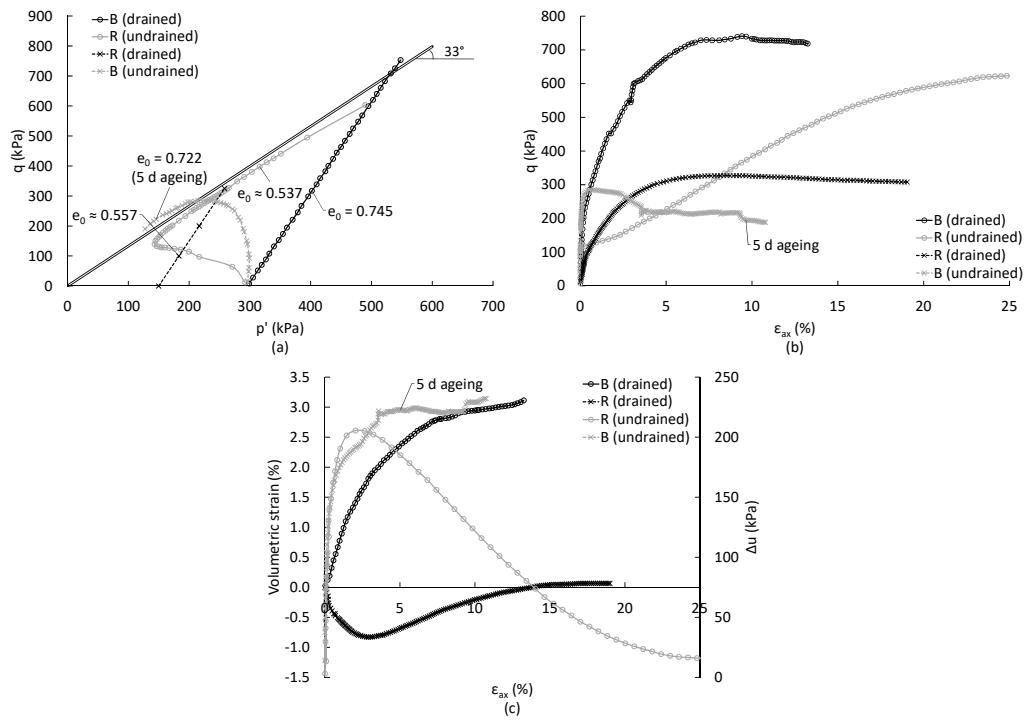 B (drained)
R (undrained)
R (drained)
B (undrained)
900
800
700
600
500
400
300
200
100
0
q (kPa)
33°
e₀ = 0.722
(5 d ageing)
e₀ ≈ 0.557
e₀ ≈ 0.537
e₀ = 0.745
0 100 200 300 400 500 600 700
p' (kPa)
(a)
800
700
600
500
400
300
200
100
0
q (kPa)
5 d ageing
B (drained)
R (undrained)
R (drained)
B (undrained)
0 5 10 15 20 25
εax (%)
(b)
3.5
3.0
2.5
2.0
1.5
1.0
0.5
0.0
-0.5
-1.0
-1.5
Volumetric strain (%)
5 d ageing
B (drained)
R (drained)
R (undrained)
B (undrained)
0 5 10 15 20 25
250
200
150
100
50
0
Δu (kPa)
εax (%)
(c)